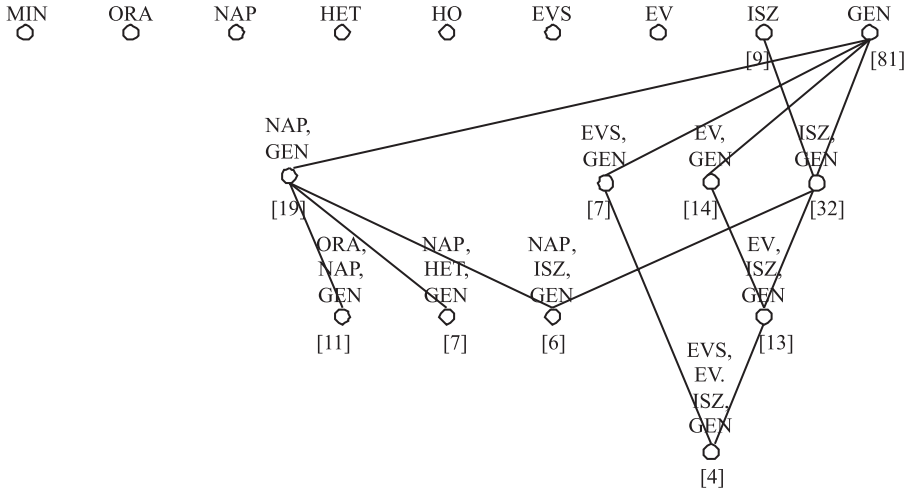 MIN ORA NAP HET HO EVS EV ISZ GEN
[9] [81]
NAP,
GEN
EVS,
GEN
EV,
GEN
ISZ,
GEN
[19] [7] [14] [32]
ORA,
NAP,
GEN
NAP,
HET,
GEN
NAP,
ISZ,
GEN
EV,
ISZ,
GEN
[11] [7] [6] [13]
EVS,
EV.
ISZ,
GEN
[4]